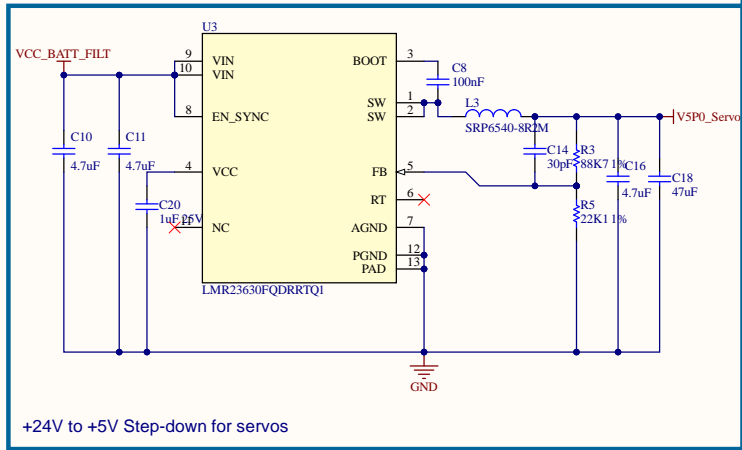 U3
VCC_BATT_FILT
9 VIN BOOT 3
10 VIN
C8
100nF
SW 1
SW 2
8 EN_SYNC
L3
SRP6540-8R2M
V5P0_Servo
C10
4.7uF
C11
4.7uF
C14
30pF
R3
88K7 1%
C16
4.7uF
C18
47uF
4 VCC FB 5
RT 6
C20
1uF 25V
R5
22K1 1%
11 NC AGND 7
PGND 12
PAD 13
LMR23630FQDRRTQ1
GND
+24V to +5V Step-down for servos